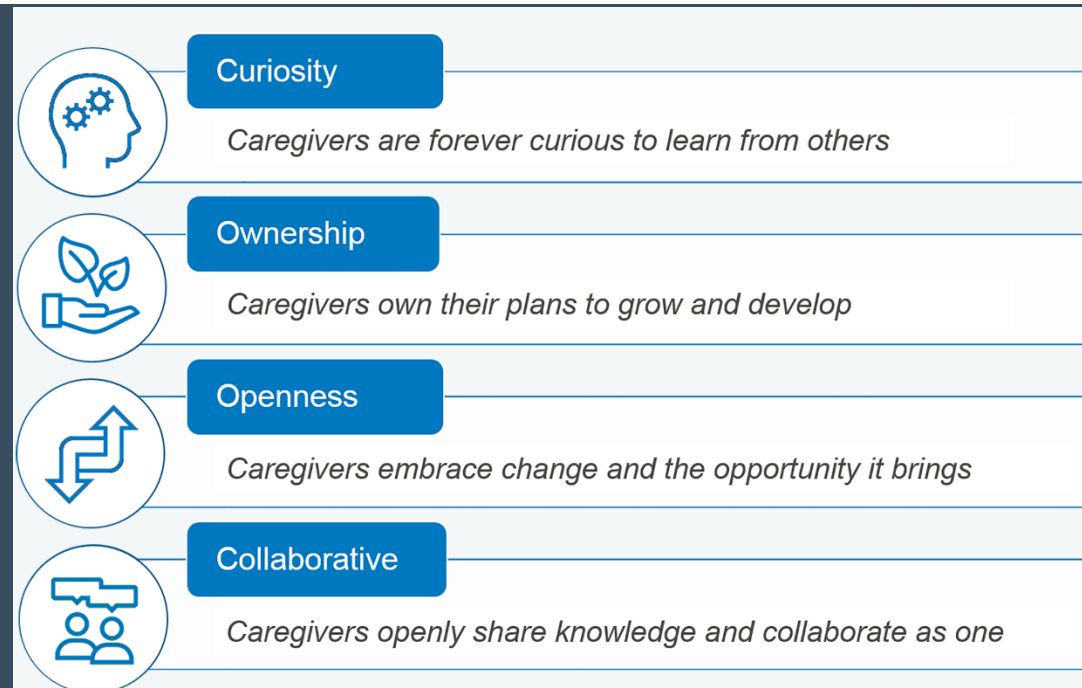 Curiosity
Caregivers are forever curious to learn from others
Ownership
Caregivers own their plans to grow and develop
Openness
Caregivers embrace change and the opportunity it brings
Collaborative
Caregivers openly share knowledge and collaborate as one